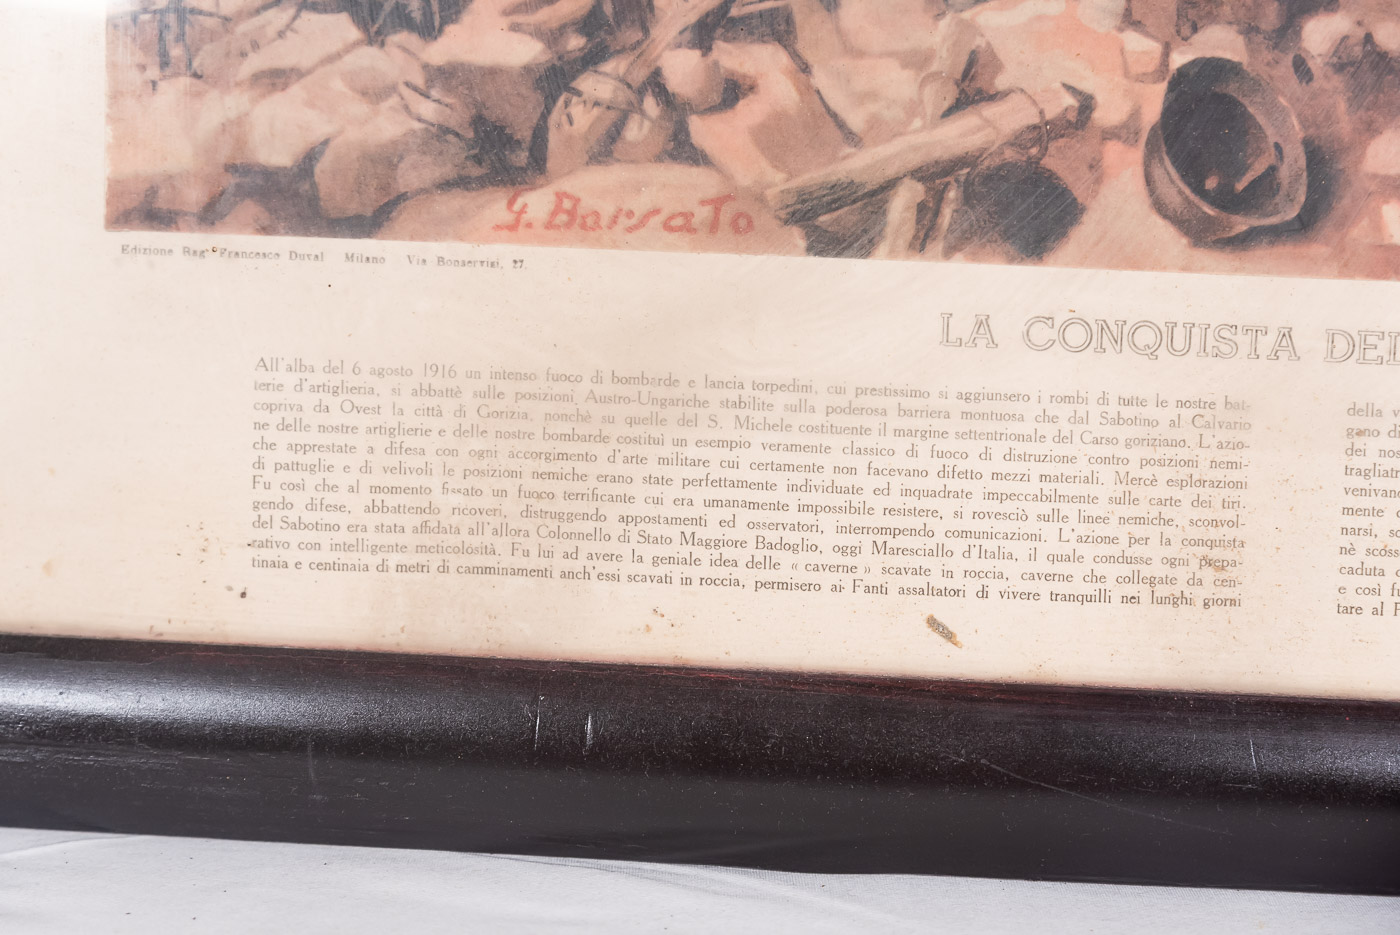 G. Barsato
Edizione Rag. Francesco Duval Milano Via Bonservizi, 27.
LA CONQUISTA DEL
All'alba del 6 agosto 1916 un intenso fuoco di bombarde e lancia torpedini, cui prestissimo si aggiunsero i rombi di tutte le nostre bat-
terie d'artiglieria, si abbattè sulle posizioni Austro-Ungariche stabilite sulla poderosa barriera montuosa che dal Sabotino al Calvario
copriva da Ovest la città di Gorizia, nonchè su quelle del S. Michele costituente il margine settentrionale del Carso goriziano. L'azio-
ne delle nostre artiglierie e delle nostre bombarde costituì un esempio veramente classico di fuoco di distruzione contro posizioni nemi-
che apprestate a difesa con ogni accorgimento d'arte militare cui certamente non facevano difetto mezzi materiali. Mercè esplorazioni
di pattuglie e di velivoli le posizioni nemiche erano state perfettamente individuate ed inquadrate impeccabilmente sulle carte dei tiri.
Fu così che al momento fissato un fuoco terrificante cui era umanamente impossibile resistere, si rovesciò sulle linee nemiche, sconvol-
gendo difese, abbattendo ricoveri, distruggendo appostamenti ed osservatori, interrompendo comunicazioni. L'azione per la conquista
del Sabotino era stata affidata all'allora Colonnello di Stato Maggiore Badoglio, oggi Maresciallo d'Italia, il quale condusse ogni prepa-
rativo con intelligente meticolosità. Fu lui ad avere la geniale idea delle « caverne » scavate in roccia, caverne che collegate da cen-
tinaia e centinaia di metri di camminamenti anch'essi scavati in roccia, permisero ai Fanti assaltatori di vivere tranquilli nei lunghi giorni
della
gano di
dei nos
tragliatr
venivan
mente
narsi, so
nè scoss
caduta
e così fu
tare al F